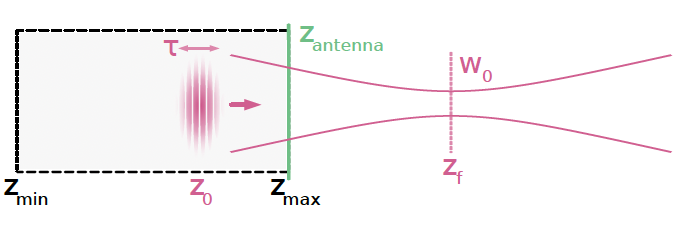 τ
z_antenna
w_0
z_min
z_0
z_max
z_f